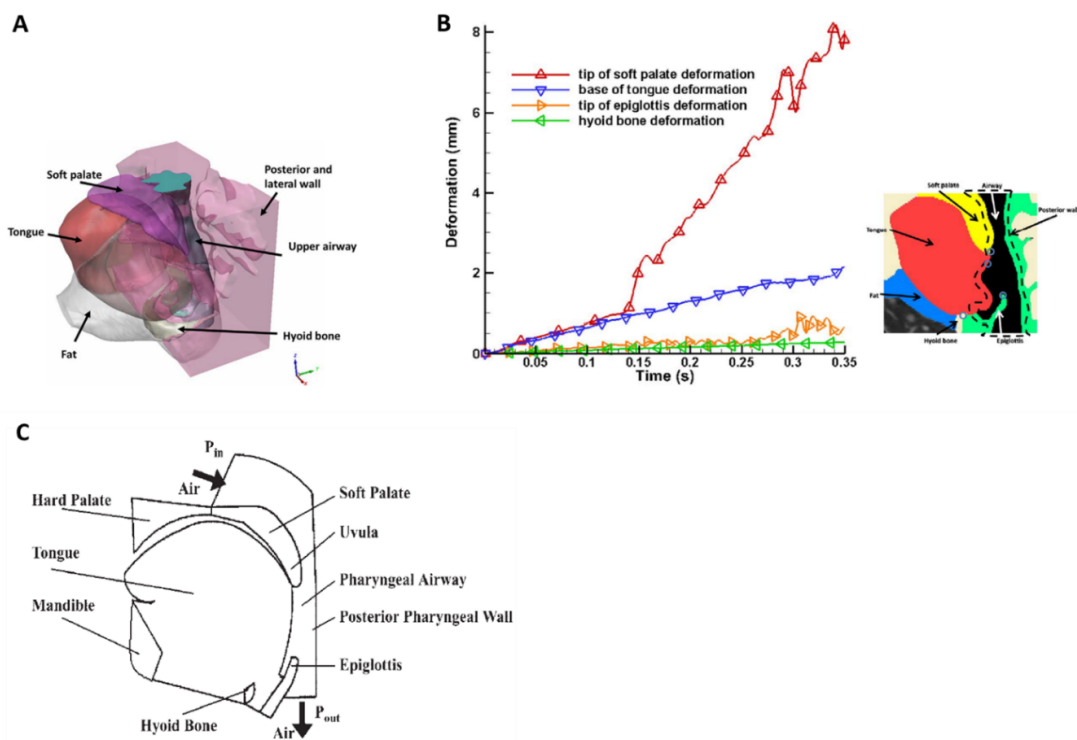 A
Soft palate
Posterior and
lateral wall
Tongue
Upper airway
Fat
Hyoid bone
B
8
6
4
2
0
Deformation (mm)
tip of soft palate deformation
base of tongue deformation
tip of epiglottis deformation
hyoid bone deformation
0.05
0.1
0.15
0.2
0.25
0.3
0.35
Time (s)
Soft palate
Airway
Posterior wall
Tongue
Fat
Hyoid bone
Epiglottis
C
Pin
Air
Hard Palate
Soft Palate
Uvula
Tongue
Pharyngeal Airway
Mandible
Posterior Pharyngeal Wall
Epiglottis
Hyoid Bone
Pout
Air